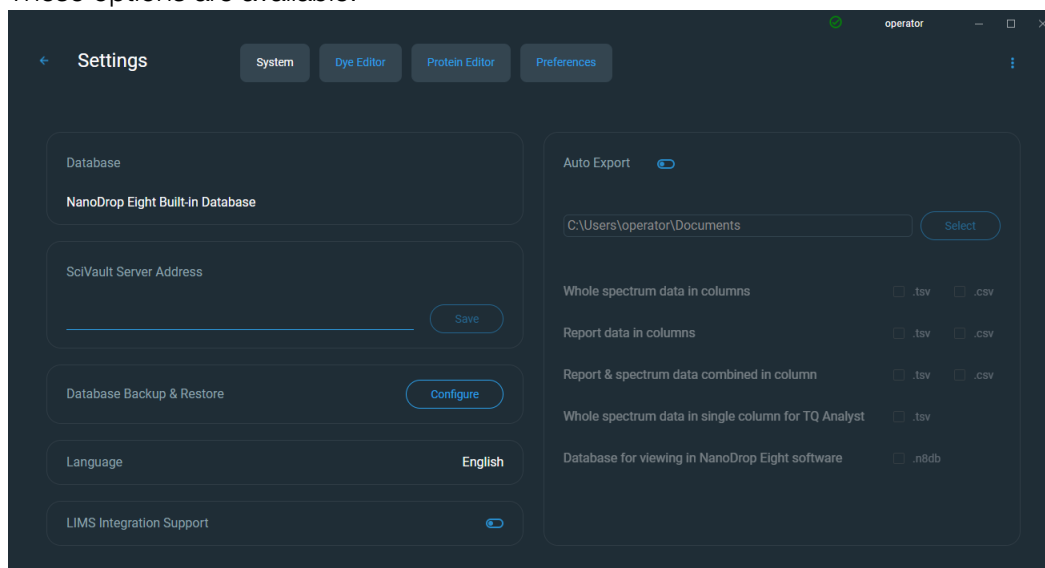 These options are available:
operator
Settings
System
Dye Editor
Protein Editor
Preferences
Database
NanoDrop Eight Built-in Database
SciVault Server Address
Save
Database Backup & Restore
Configure
Language
English
LIMS Integration Support
Auto Export
C:\Users\operator\Documents
Select
Whole spectrum data in columns .tsv .csv
Report data in columns .tsv .csv
Report & spectrum data combined in column .tsv .csv
Whole spectrum data in single column for TQ Analyst .tsv
Database for viewing in NanoDrop Eight software .n8db